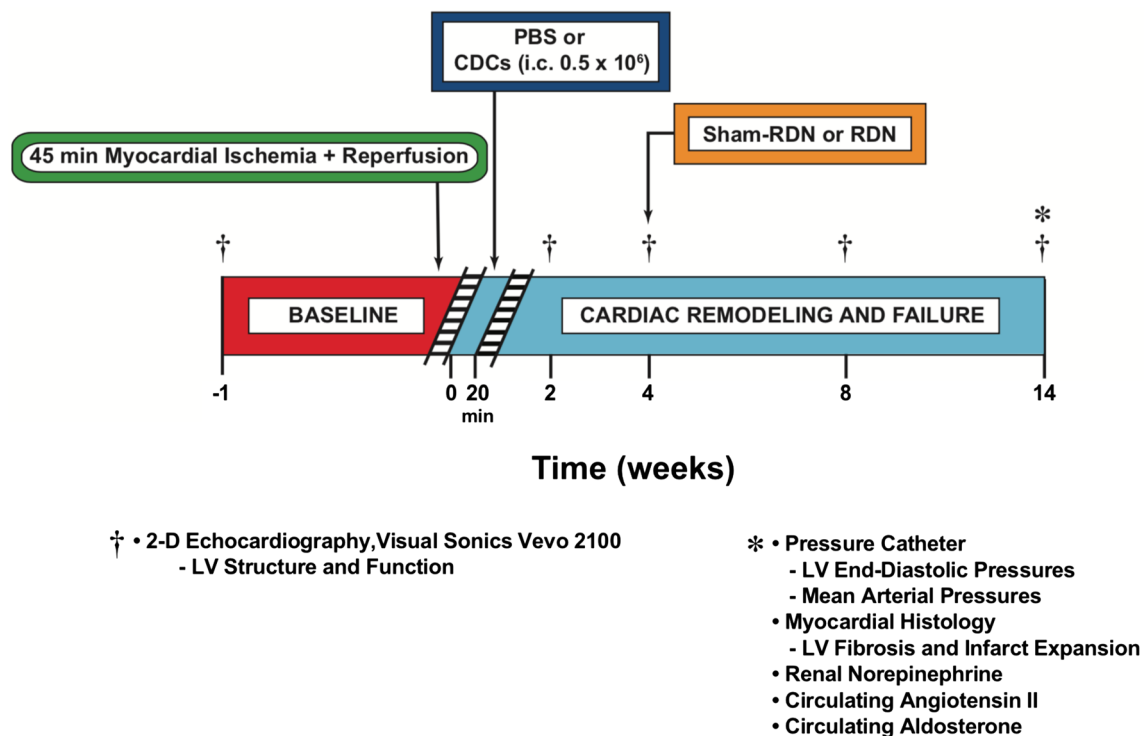 PBS or
CDCs (i.c. 0.5 x 10⁶)
Sham-RDN or RDN
45 min Myocardial Ischemia + Reperfusion
*
† † † † †
BASELINE
CARDIAC REMODELING AND FAILURE
-1 0 20 2 4 8 14
min
Time (weeks)
† • 2-D Echocardiography,Visual Sonics Vevo 2100
- LV Structure and Function
* • Pressure Catheter
- LV End-Diastolic Pressures
- Mean Arterial Pressures
• Myocardial Histology
- LV Fibrosis and Infarct Expansion
• Renal Norepinephrine
• Circulating Angiotensin II
• Circulating Aldosterone